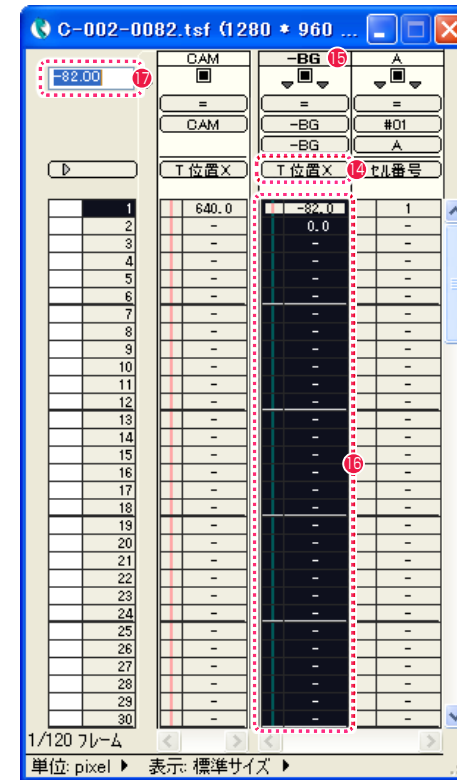 C-002-0082.tsf (1280 * 960 ...
CAM -BG 15 A
-82.00 17
= = =
CAM -BG #01
-BG A
T 位置X T 位置X 14 セル番号
1 640.0 -82.0 1
2 - 0.0 -
3 - - -
4 - - -
5 - - -
6 - - -
7 - - -
8 - - -
9 - - -
10 - - -
11 - - -
12 - - -
13 - - -
14 - - -
15 - - -
16 - - 16 -
17 - - -
18 - - -
19 - - -
20 - - -
21 - - -
22 - - -
23 - - -
24 - - -
25 - - -
26 - - -
27 - - -
28 - - -
29 - - -
30 - - -
1/120 フレーム
単位: pixel 表示: 標準サイズ